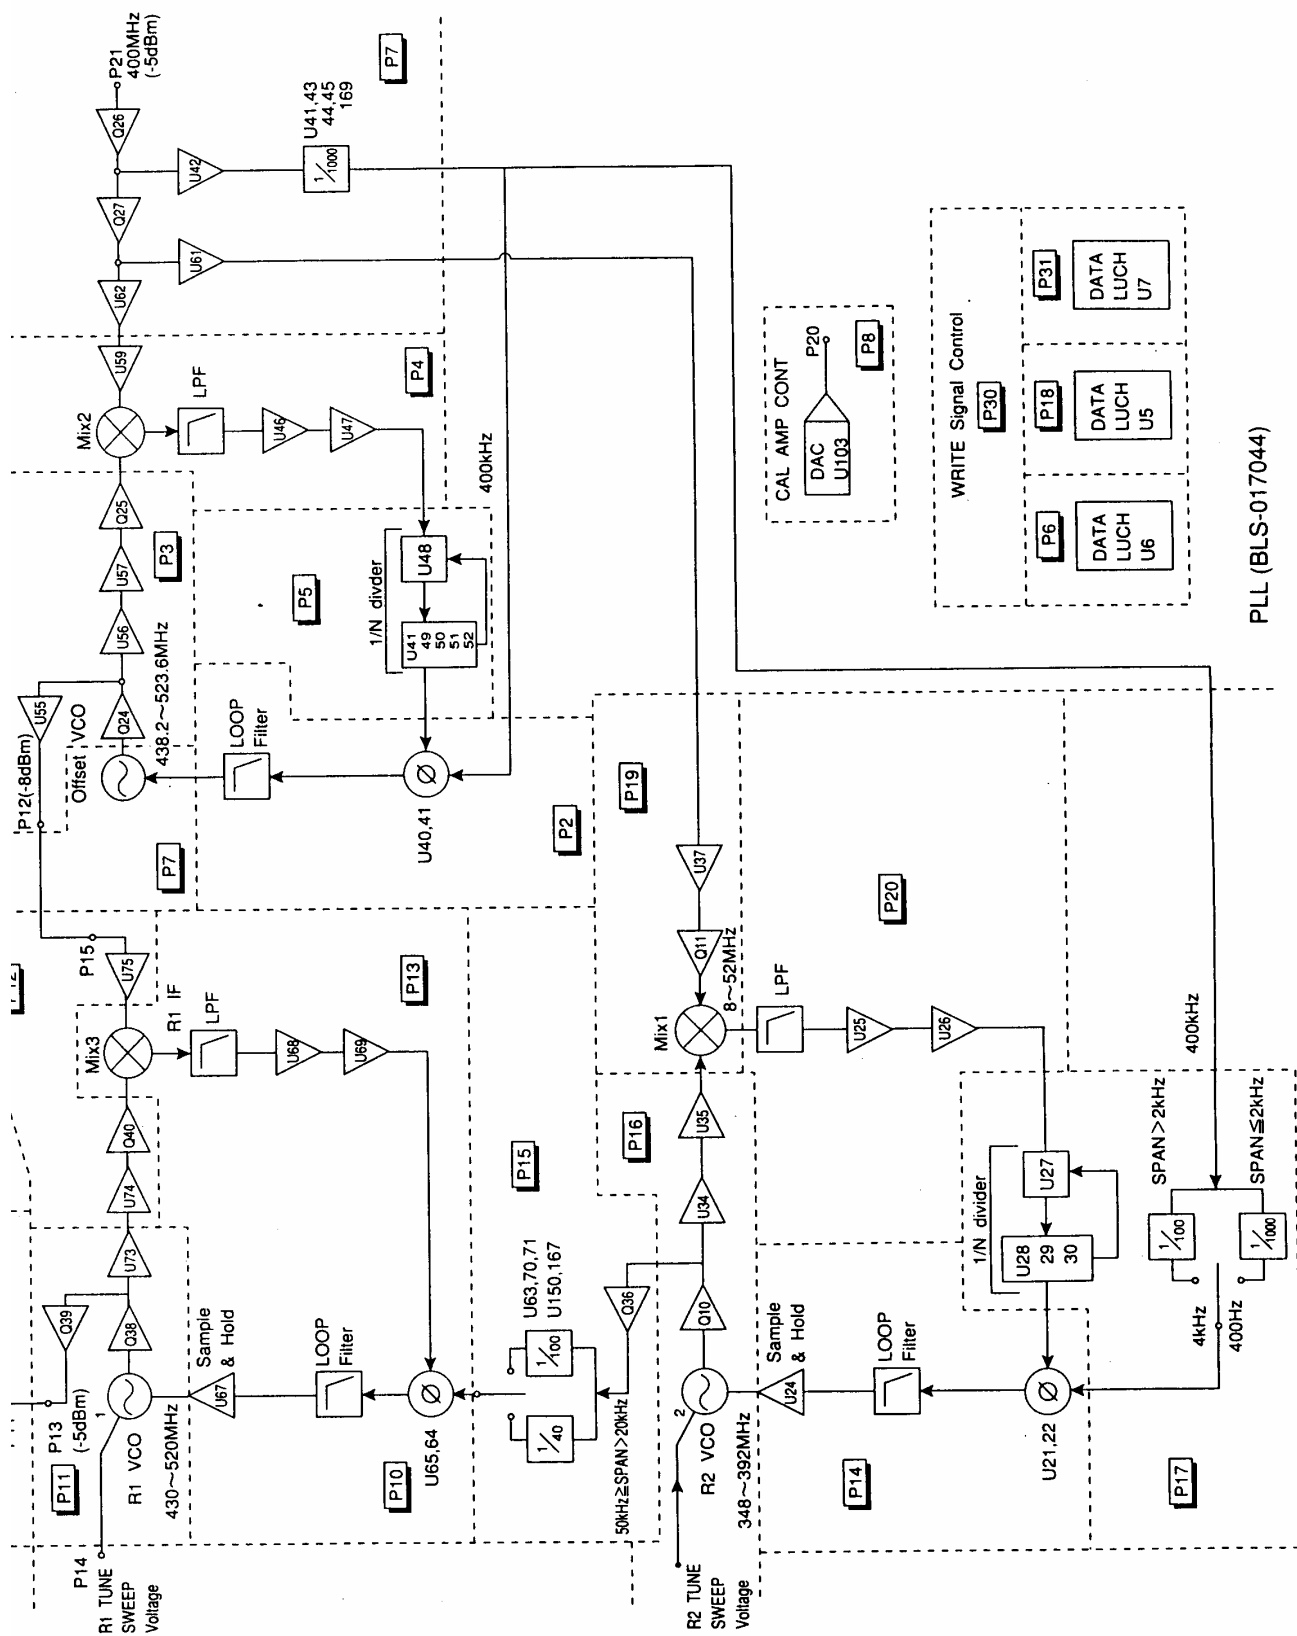 P14
R1 TUNE
SWEEP
Voltage
P11
P13
(-5dBm)
R1 VCO
1
430~520MHz
Q39
Q38
U73
U74
Q40
Mix3
U75
P15
R1 IF
LPF
U68
U69
P13
Sample
& Hold
U67
LOOP
Filter
U65,64
P10
P12(-8dBm)
U55
Offset VCO
438.2~523.6MHz
Q24
U56
U57
Q25
P3
P7
Mix2
U59
U62
Q27
Q26
P21
400MHz
(-5dBm)
U61
U42
1/1000
U41,43
44,45
169
P7
LPF
U46
U47
P4
LOOP
Filter
P5
1/N divder
U48
U41
49
50
51
52
U40,41
400kHz
P2
U63,70,71
U150,167
1/40
1/100
P15
50kHz≧SPAN>20kHz
Q36
R2 TUNE
SWEEP
Voltage
R2 VCO
2
348~392MHz
Q10
U34
U35
P16
Mix1
Q11
U37
P19
8~52MHz
LPF
U25
U26
P20
Sample
& Hold
U24
LOOP
Filter
P14
U21,22
1/N divider
U27
U28
29
30
P17
4kHz
400Hz
1/100
1/1000
SPAN>2kHz
SPAN≦2kHz
400kHz
CAL AMP CONT
DAC
U103
P20
P8
WRITE Signal Control
P30
P6
DATA
LUCH
U6
P18
DATA
LUCH
U5
P31
DATA
LUCH
U7
PLL (BLS-017044)